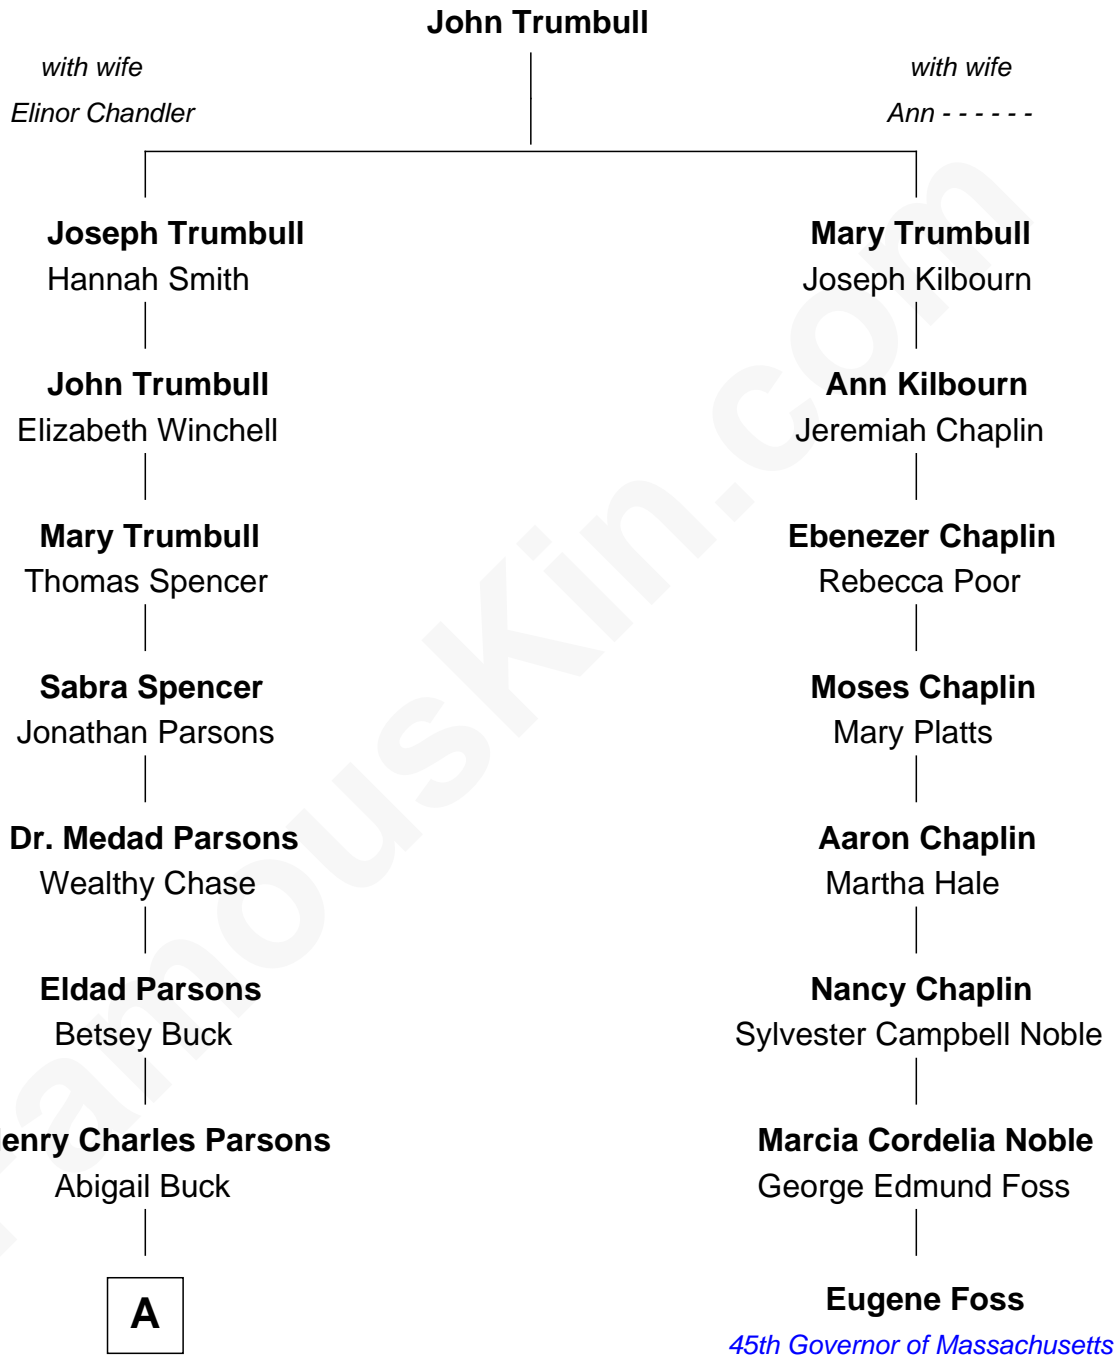 John Trumbull
with wife
Elinor Chandler
with wife
Ann - - - - - -
Joseph Trumbull
Hannah Smith
Mary Trumbull
Joseph Kilbourn
John Trumbull
Elizabeth Winchell
Ann Kilbourn
Jeremiah Chaplin
Mary Trumbull
Thomas Spencer
Ebenezer Chaplin
Rebecca Poor
Sabra Spencer
Jonathan Parsons
Moses Chaplin
Mary Platts
Dr. Medad Parsons
Wealthy Chase
Aaron Chaplin
Martha Hale
Eldad Parsons
Betsey Buck
Nancy Chaplin
Sylvester Campbell Noble
Henry Charles Parsons
Abigail Buck
Marcia Cordelia Noble
George Edmund Foss
A
Eugene Foss
45th Governor of Massachusetts
FamousKin.com